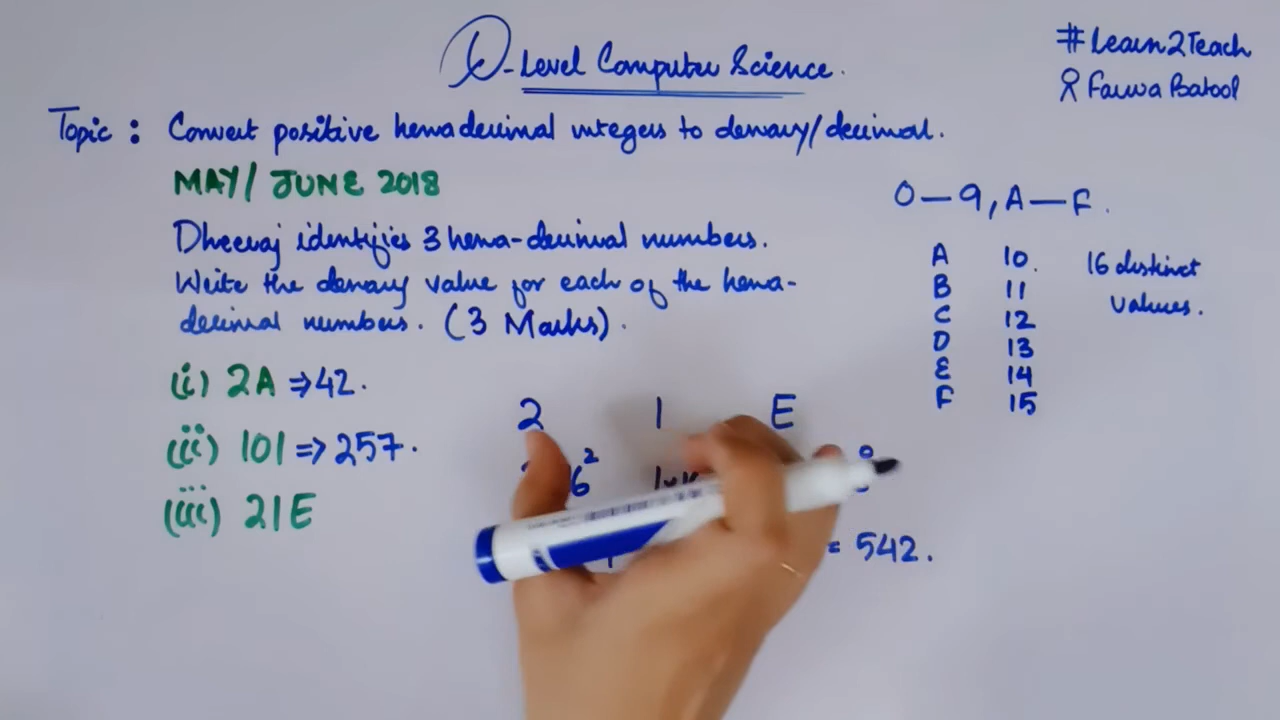 O-Level Computer Science.
#Learn2Teach
Farwa Batool
Topic : Convert positive hexadecimal integers to denary/decimal.
MAY/ JUNE 2018
Dheeraj identifies 3 hexa-decimal numbers.
Write the denary value for each of the hexa-
decimal numbers. (3 Marks).
0—9, A—F.
A 10.
B 11
C 12
D 13
E 14
F 15
16 distinct
values.
(i) 2A ⇒ 42.
(ii) 101 ⇒ 257.
(iii) 21E
2 1 E
= 542.